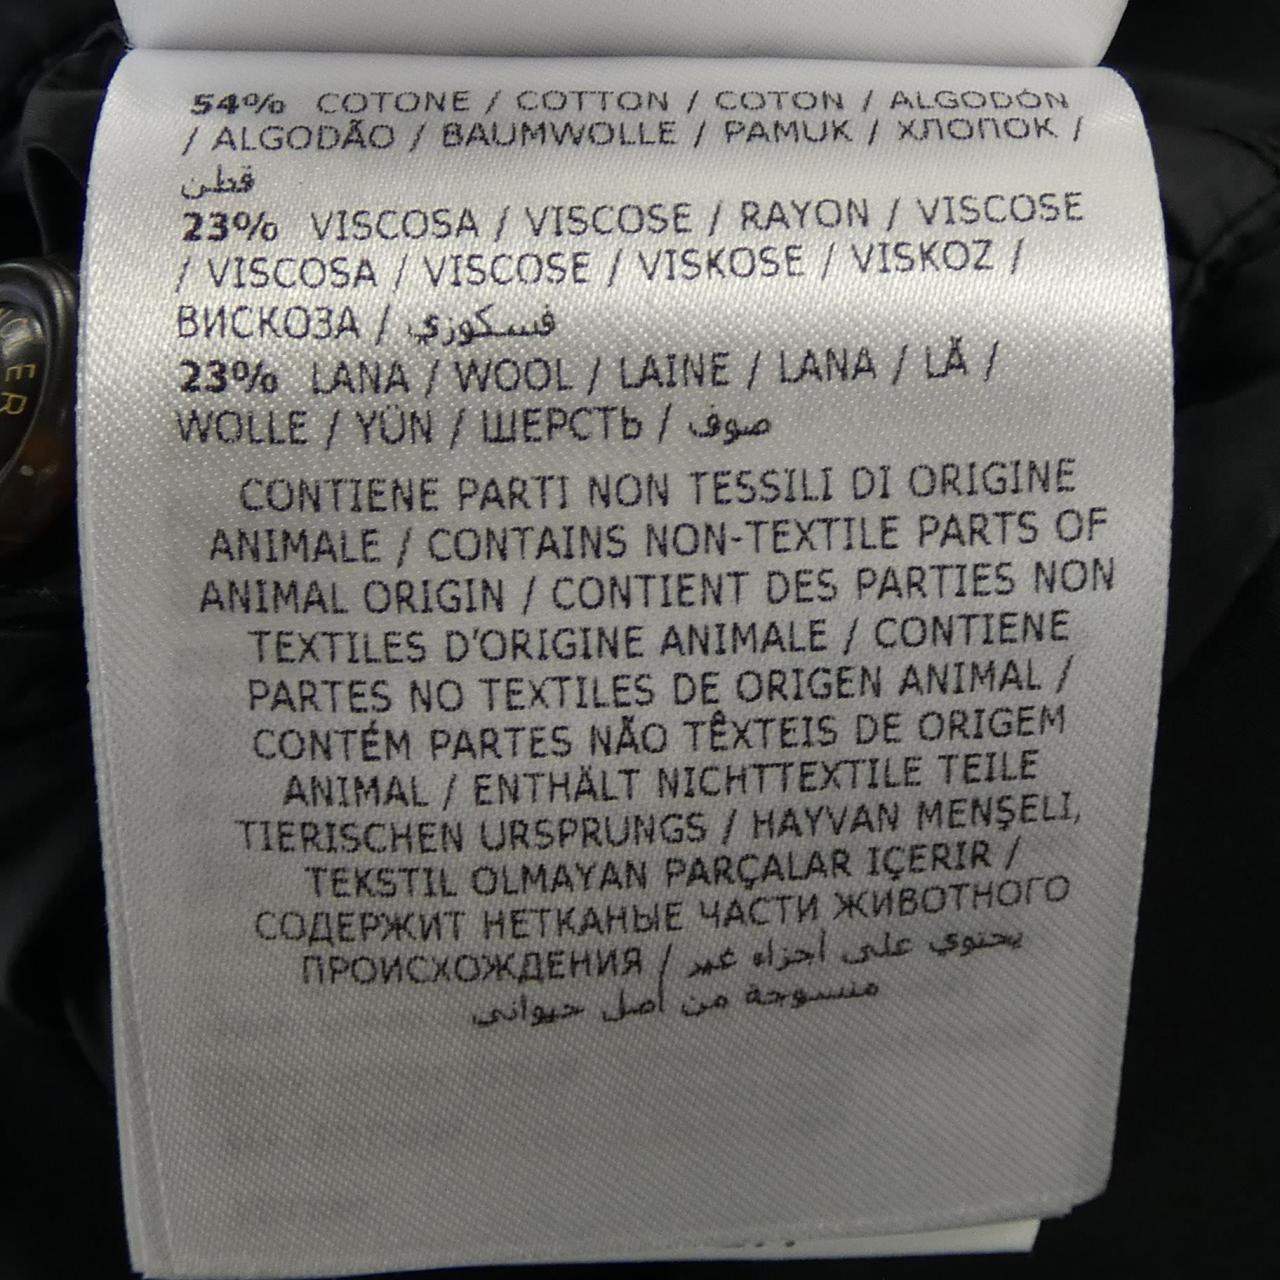 54% COTONE / COTTON / COTON / ALGODÓN
/ ALGODÃO / BAUMWOLLE / PAMUK / ХЛОПОК /
قطن
23% VISCOSA / VISCOSE / RAYON / VISCOSE
/ VISCOSA / VISCOSE / VISKOSE / VISKOZ /
ВИСКОЗА / فسكوزي
23% LANA / WOOL / LAINE / LANA / LÃ /
WOLLE / YÜN / ШЕРСТЬ / صوف
CONTIENE PARTI NON TESSILI DI ORIGINE
ANIMALE / CONTAINS NON-TEXTILE PARTS OF
ANIMAL ORIGIN / CONTIENT DES PARTIES NON
TEXTILES D'ORIGINE ANIMALE / CONTIENE
PARTES NO TEXTILES DE ORIGEN ANIMAL /
CONTÉM PARTES NÃO TÊXTEIS DE ORIGEM
ANIMAL / ENTHÄLT NICHTTEXTILE TEILE
TIERISCHEN URSPRUNGS / HAYVAN MENŞELI,
TEKSTIL OLMAYAN PARÇALAR IÇERIR /
СОДЕРЖИТ НЕТКАНЫЕ ЧАСТИ ЖИВОТНОГО
ПРОИСХОЖДЕНИЯ / يحتوي على أجزاء غير
منسوجة من أصل حيواني